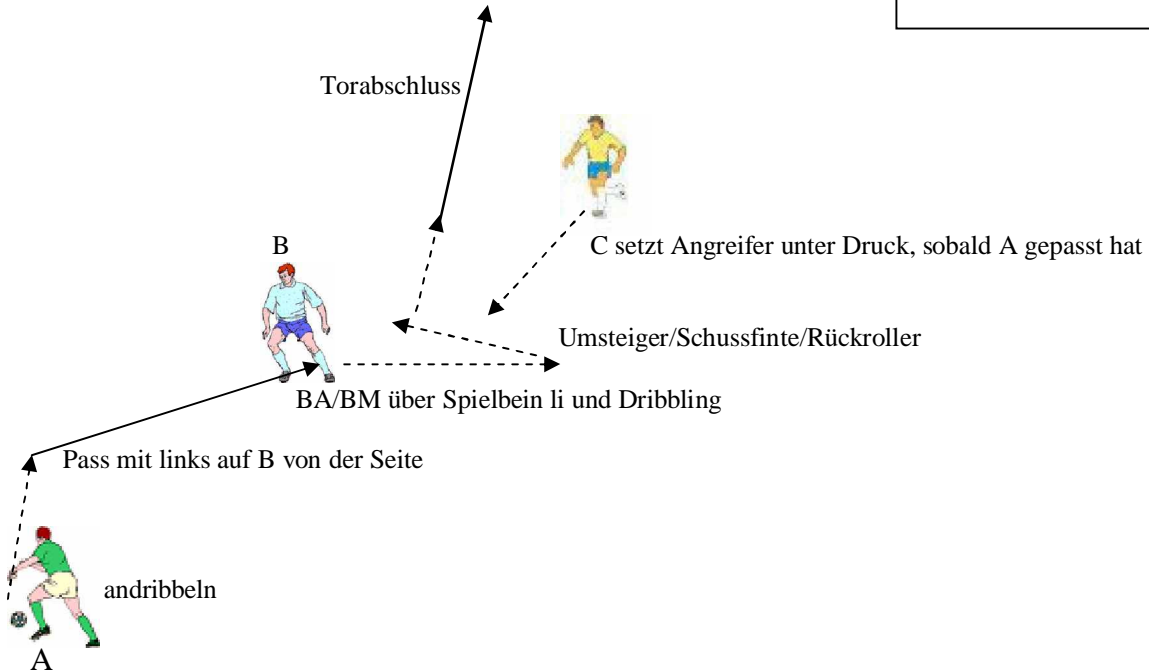 Torabschluss
B
C setzt Angreifer unter Druck, sobald A gepasst hat
Umsteiger/Schussfinte/Rückroller
BA/BM über Spielbein li und Dribbling
Pass mit links auf B von der Seite
andribbeln
A